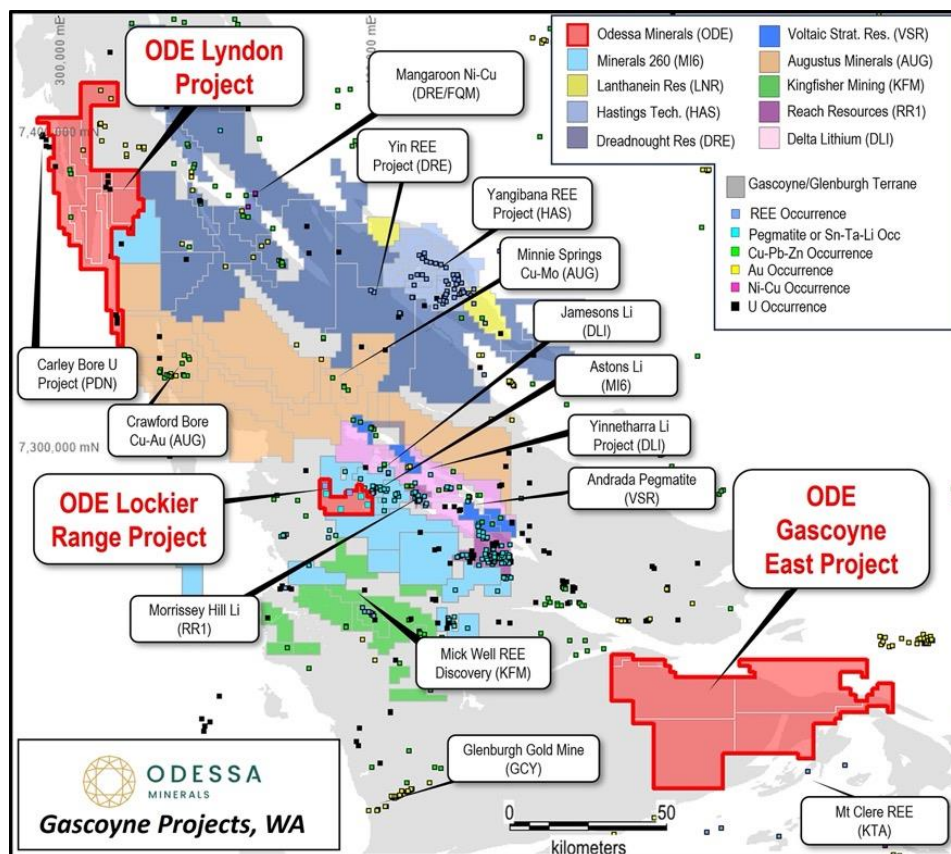 300,000 mN
ODE Lyndon
Project
Mangaroon Ni-Cu
(DRE/FQM)
7,400,000 mN
Yin REE
Project (DRE)
Yangibana REE
Project (HAS)
Minnie Springs
Cu-Mo (AUG)
Jamesons Li
(DLI)
Astons Li
(MI6)
Yinnetharra Li
Project (DLI)
Andrada Pegmatite
(VSR)
Carley Bore U
Project (PDN)
Crawford Bore
Cu-Au (AUG)
7,300,000 mN
ODE Lockier
Range Project
ODE
Gascoyne
East Project
Morrissey Hill Li
(RR1)
Mick Well REE
Discovery (KFM)
Glenburgh Gold Mine
(GCY)
Mt Clere REE
(KTA)
Odessa Minerals (ODE)
Minerals 260 (MI6)
Lanthanein Res (LNR)
Hastings Tech. (HAS)
Dreadnought Res (DRE)
Voltaic Strat. Res. (VSR)
Augustus Minerals (AUG)
Kingfisher Mining (KFM)
Reach Resources (RR1)
Delta Lithium (DLI)
Gascoyne/Glenburgh Terrane
REE Occurrence
Pegmatite or Sn-Ta-Li Occ
Cu-Pb-Zn Occurrence
Au Occurrence
Ni-Cu Occurrence
U Occurrence
ODESSA
MINERALS
Gascoyne Projects, WA
0 50
kilometers